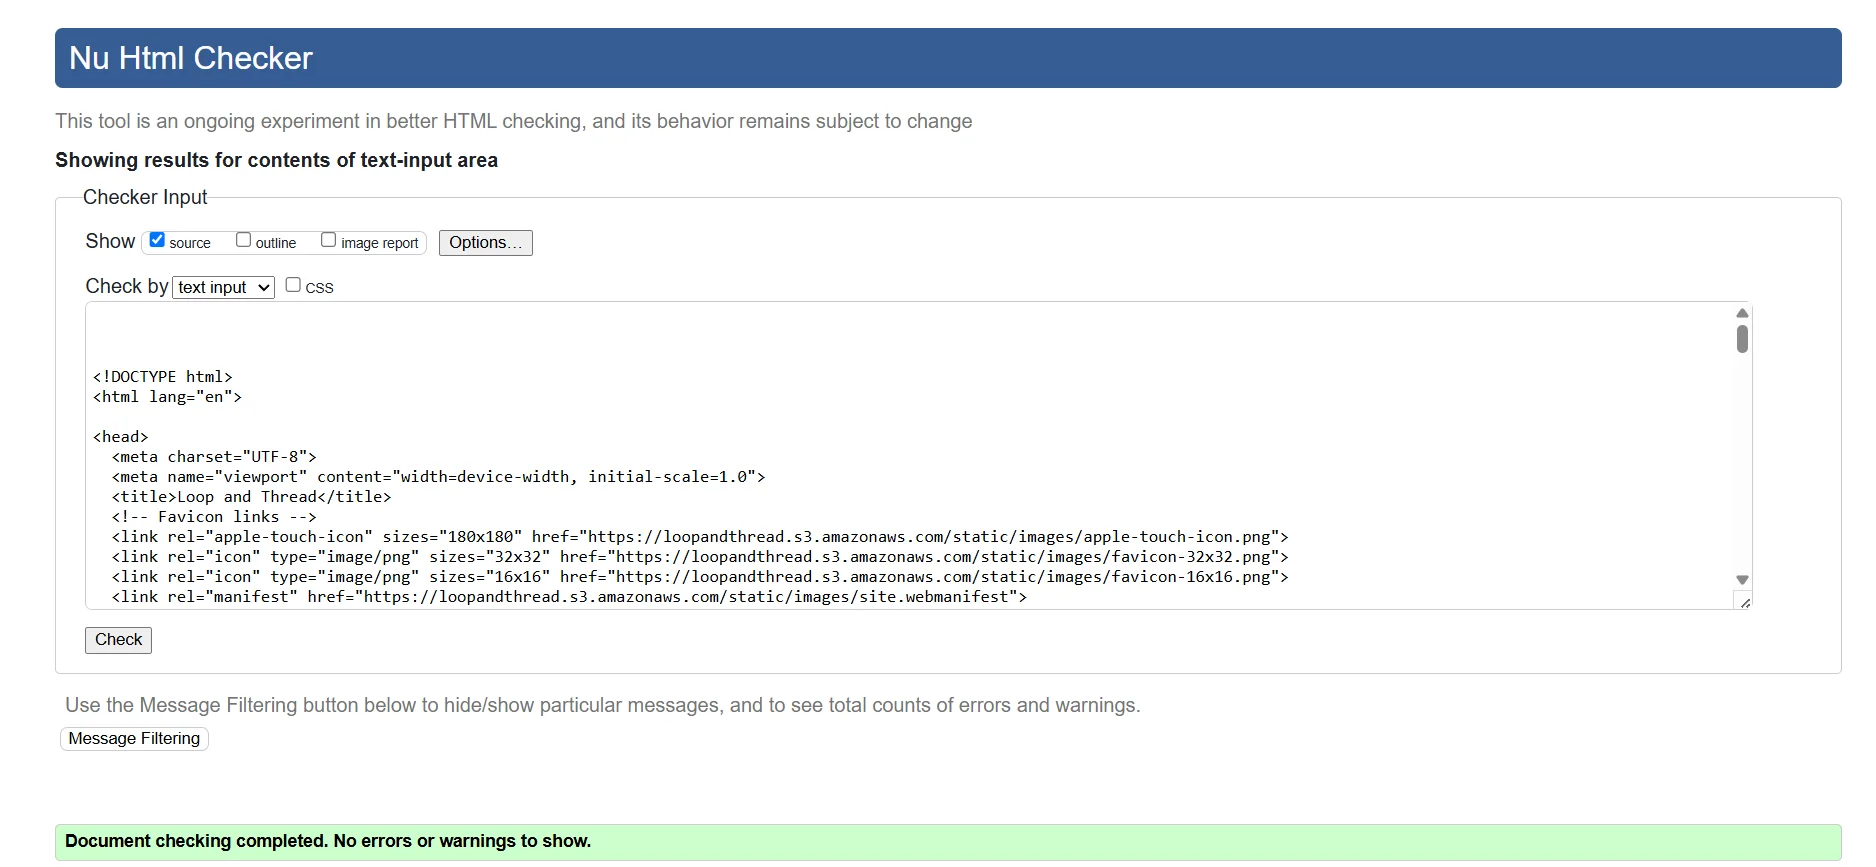 Nu Html Checker
This tool is an ongoing experiment in better HTML checking, and its behavior remains subject to change
Showing results for contents of text-input area
Checker Input
Show source outline image report Options...
Check by text input CSS
<!DOCTYPE html>
<html lang="en">
<head>
  <meta charset="UTF-8">
  <meta name="viewport" content="width=device-width, initial-scale=1.0">
  <title>Loop and Thread</title>
  <!-- Favicon links -->
  <link rel="apple-touch-icon" sizes="180x180" href="https://loopandthread.s3.amazonaws.com/static/images/apple-touch-icon.png">
  <link rel="icon" type="image/png" sizes="32x32" href="https://loopandthread.s3.amazonaws.com/static/images/favicon-32x32.png">
  <link rel="icon" type="image/png" sizes="16x16" href="https://loopandthread.s3.amazonaws.com/static/images/favicon-16x16.png">
  <link rel="manifest" href="https://loopandthread.s3.amazonaws.com/static/images/site.webmanifest">
Check
Use the Message Filtering button below to hide/show particular messages, and to see total counts of errors and warnings.
Message Filtering
Document checking completed. No errors or warnings to show.